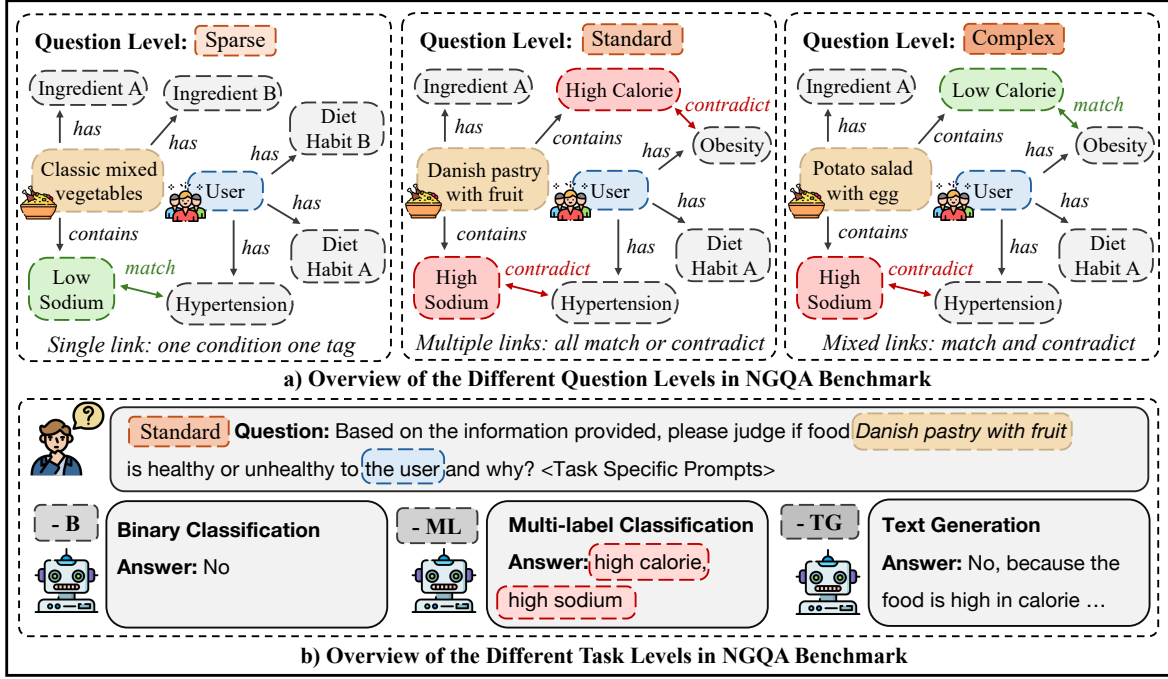 Question Level: Sparse
Ingredient A
Ingredient B
has
has
Diet
Habit B
has
Classic mixed
vegetables
User
has
contains
has
Diet
Habit A
Low
Sodium
match
Hypertension
Single link: one condition one tag
Question Level: Standard
Ingredient A
High Calorie
contradict
has
contains
Obesity
has
Danish pastry
with fruit
User
has
contains
has
Diet
Habit A
High
Sodium
contradict
Hypertension
Multiple links: all match or contradict
Question Level: Complex
Ingredient A
Low Calorie
match
has
contains
Obesity
has
Potato salad
with egg
User
has
contains
has
Diet
Habit A
High
Sodium
contradict
Hypertension
Mixed links: match and contradict
a) Overview of the Different Question Levels in NGQA Benchmark
?
Standard Question: Based on the information provided, please judge if food Danish pastry with fruit
is healthy or unhealthy to the user and why? <Task Specific Prompts>
- B
Binary Classification
Answer: No
- ML
Multi-label Classification
Answer: high calorie,
high sodium
- TG
Text Generation
Answer: No, because the
food is high in calorie ...
b) Overview of the Different Task Levels in NGQA Benchmark